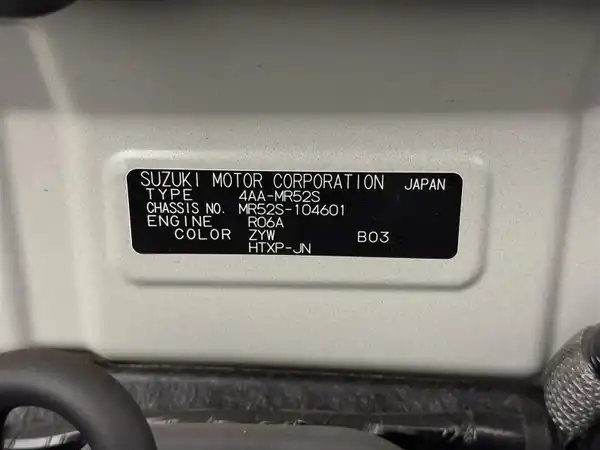 SUZUKI MOTOR CORPORATION JAPAN
TYPE 4AA-MR52S
CHASSIS NO. MR52S-104601
ENGINE R06A
COLOR ZYW B03
HTXP-JN